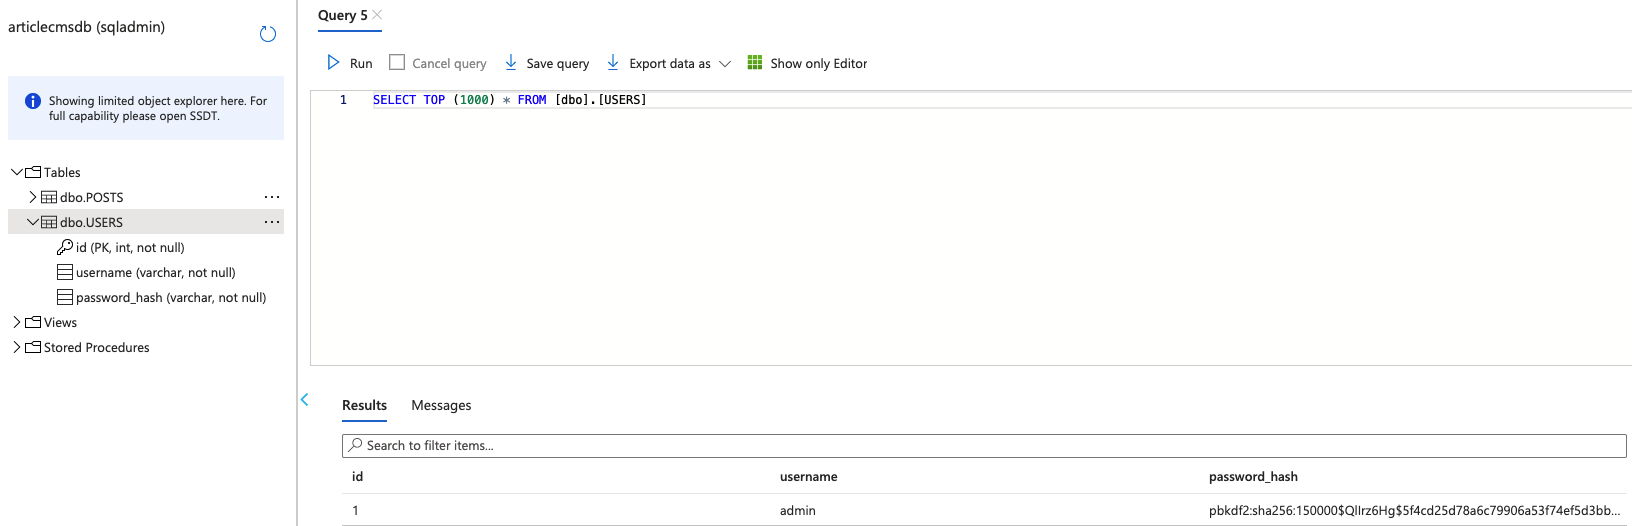 articlecmsdb (sqladmin)
Showing limited object explorer here. For
full capability please open SSDT.
Tables
dbo.POSTS
dbo.USERS
id (PK, int, not null)
username (varchar, not null)
password_hash (varchar, not null)
Views
Stored Procedures
Query 5
Run Cancel query Save query Export data as Show only Editor
1 SELECT TOP (1000) * FROM [dbo].[USERS]
Results Messages
Search to filter items...
id username password_hash
1 admin pbkdf2:sha256:150000$QlIrz6Hg$5f4cd25d78a6c79906a53f74ef5d3bb...